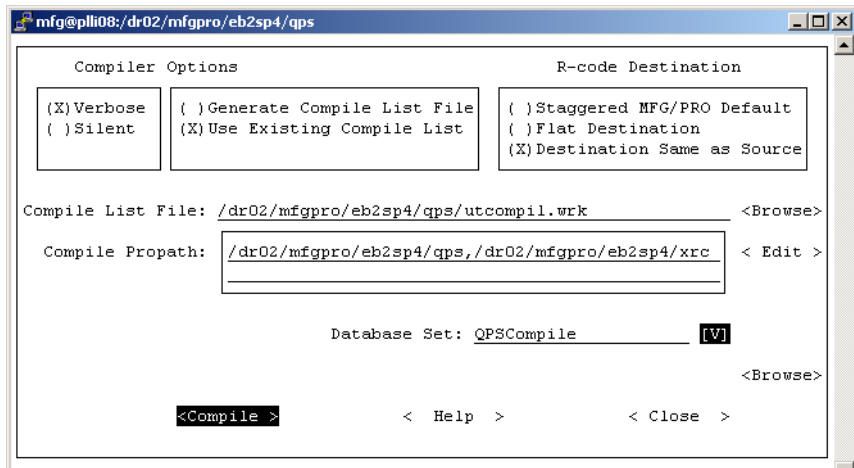 mfg@plli08:/dr02/mfgpro/eb2sp4/qps
Compiler Options R-code Destination
(X)Verbose ( )Generate Compile List File ( )Staggered MFG/PRO Default
( )Silent (X)Use Existing Compile List ( )Flat Destination
(X)Destination Same as Source
Compile List File: /dr02/mfgpro/eb2sp4/qps/utcompil.wrk <Browse>
Compile Propath: /dr02/mfgpro/eb2sp4/qps,/dr02/mfgpro/eb2sp4/xrc < Edit >
Database Set: QPSCompile [V]
<Browse>
<Compile > < Help > < Close >